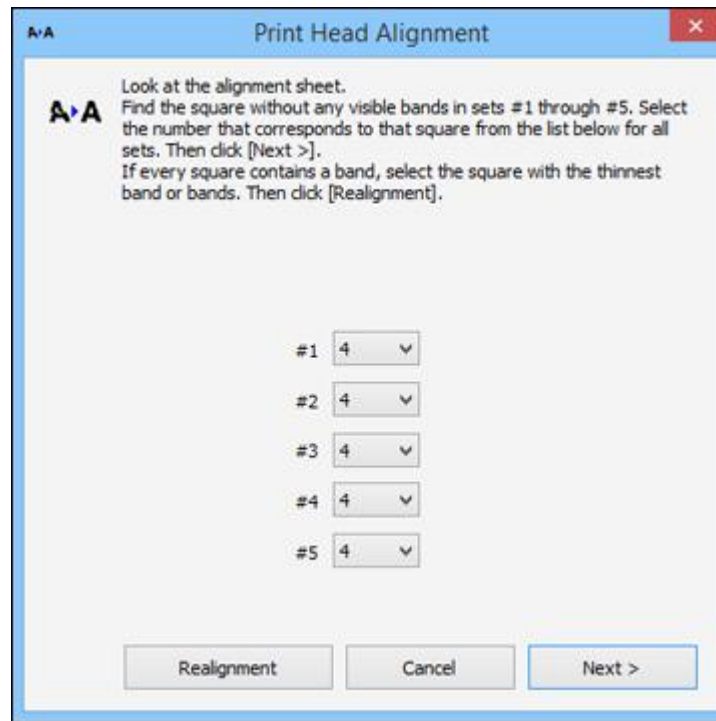 A▸A Print Head Alignment
A▸A
Look at the alignment sheet.
Find the square without any visible bands in sets #1 through #5. Select
the number that corresponds to that square from the list below for all
sets. Then click [Next >].
If every square contains a band, select the square with the thinnest
band or bands. Then click [Realignment].
#1 4
#2 4
#3 4
#4 4
#5 4
Realignment Cancel Next >